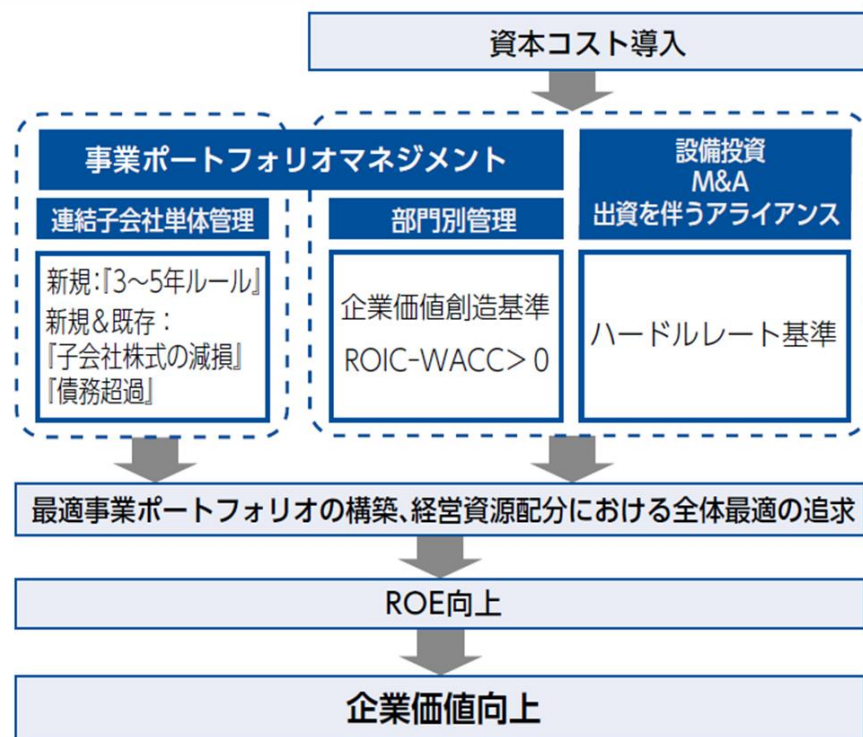 資本コスト導入
事業ポートフォリオマネジメント
連結子会社単体管理
新規：『3〜5年ルール』
新規＆既存：
『子会社株式の減損』
『債務超過』
部門別管理
企業価値創造基準
ROIC-WACC＞0
設備投資
M&A
出資を伴うアライアンス
ハードルレート基準
最適事業ポートフォリオの構築、経営資源配分における全体最適の追求
ROE向上
企業価値向上